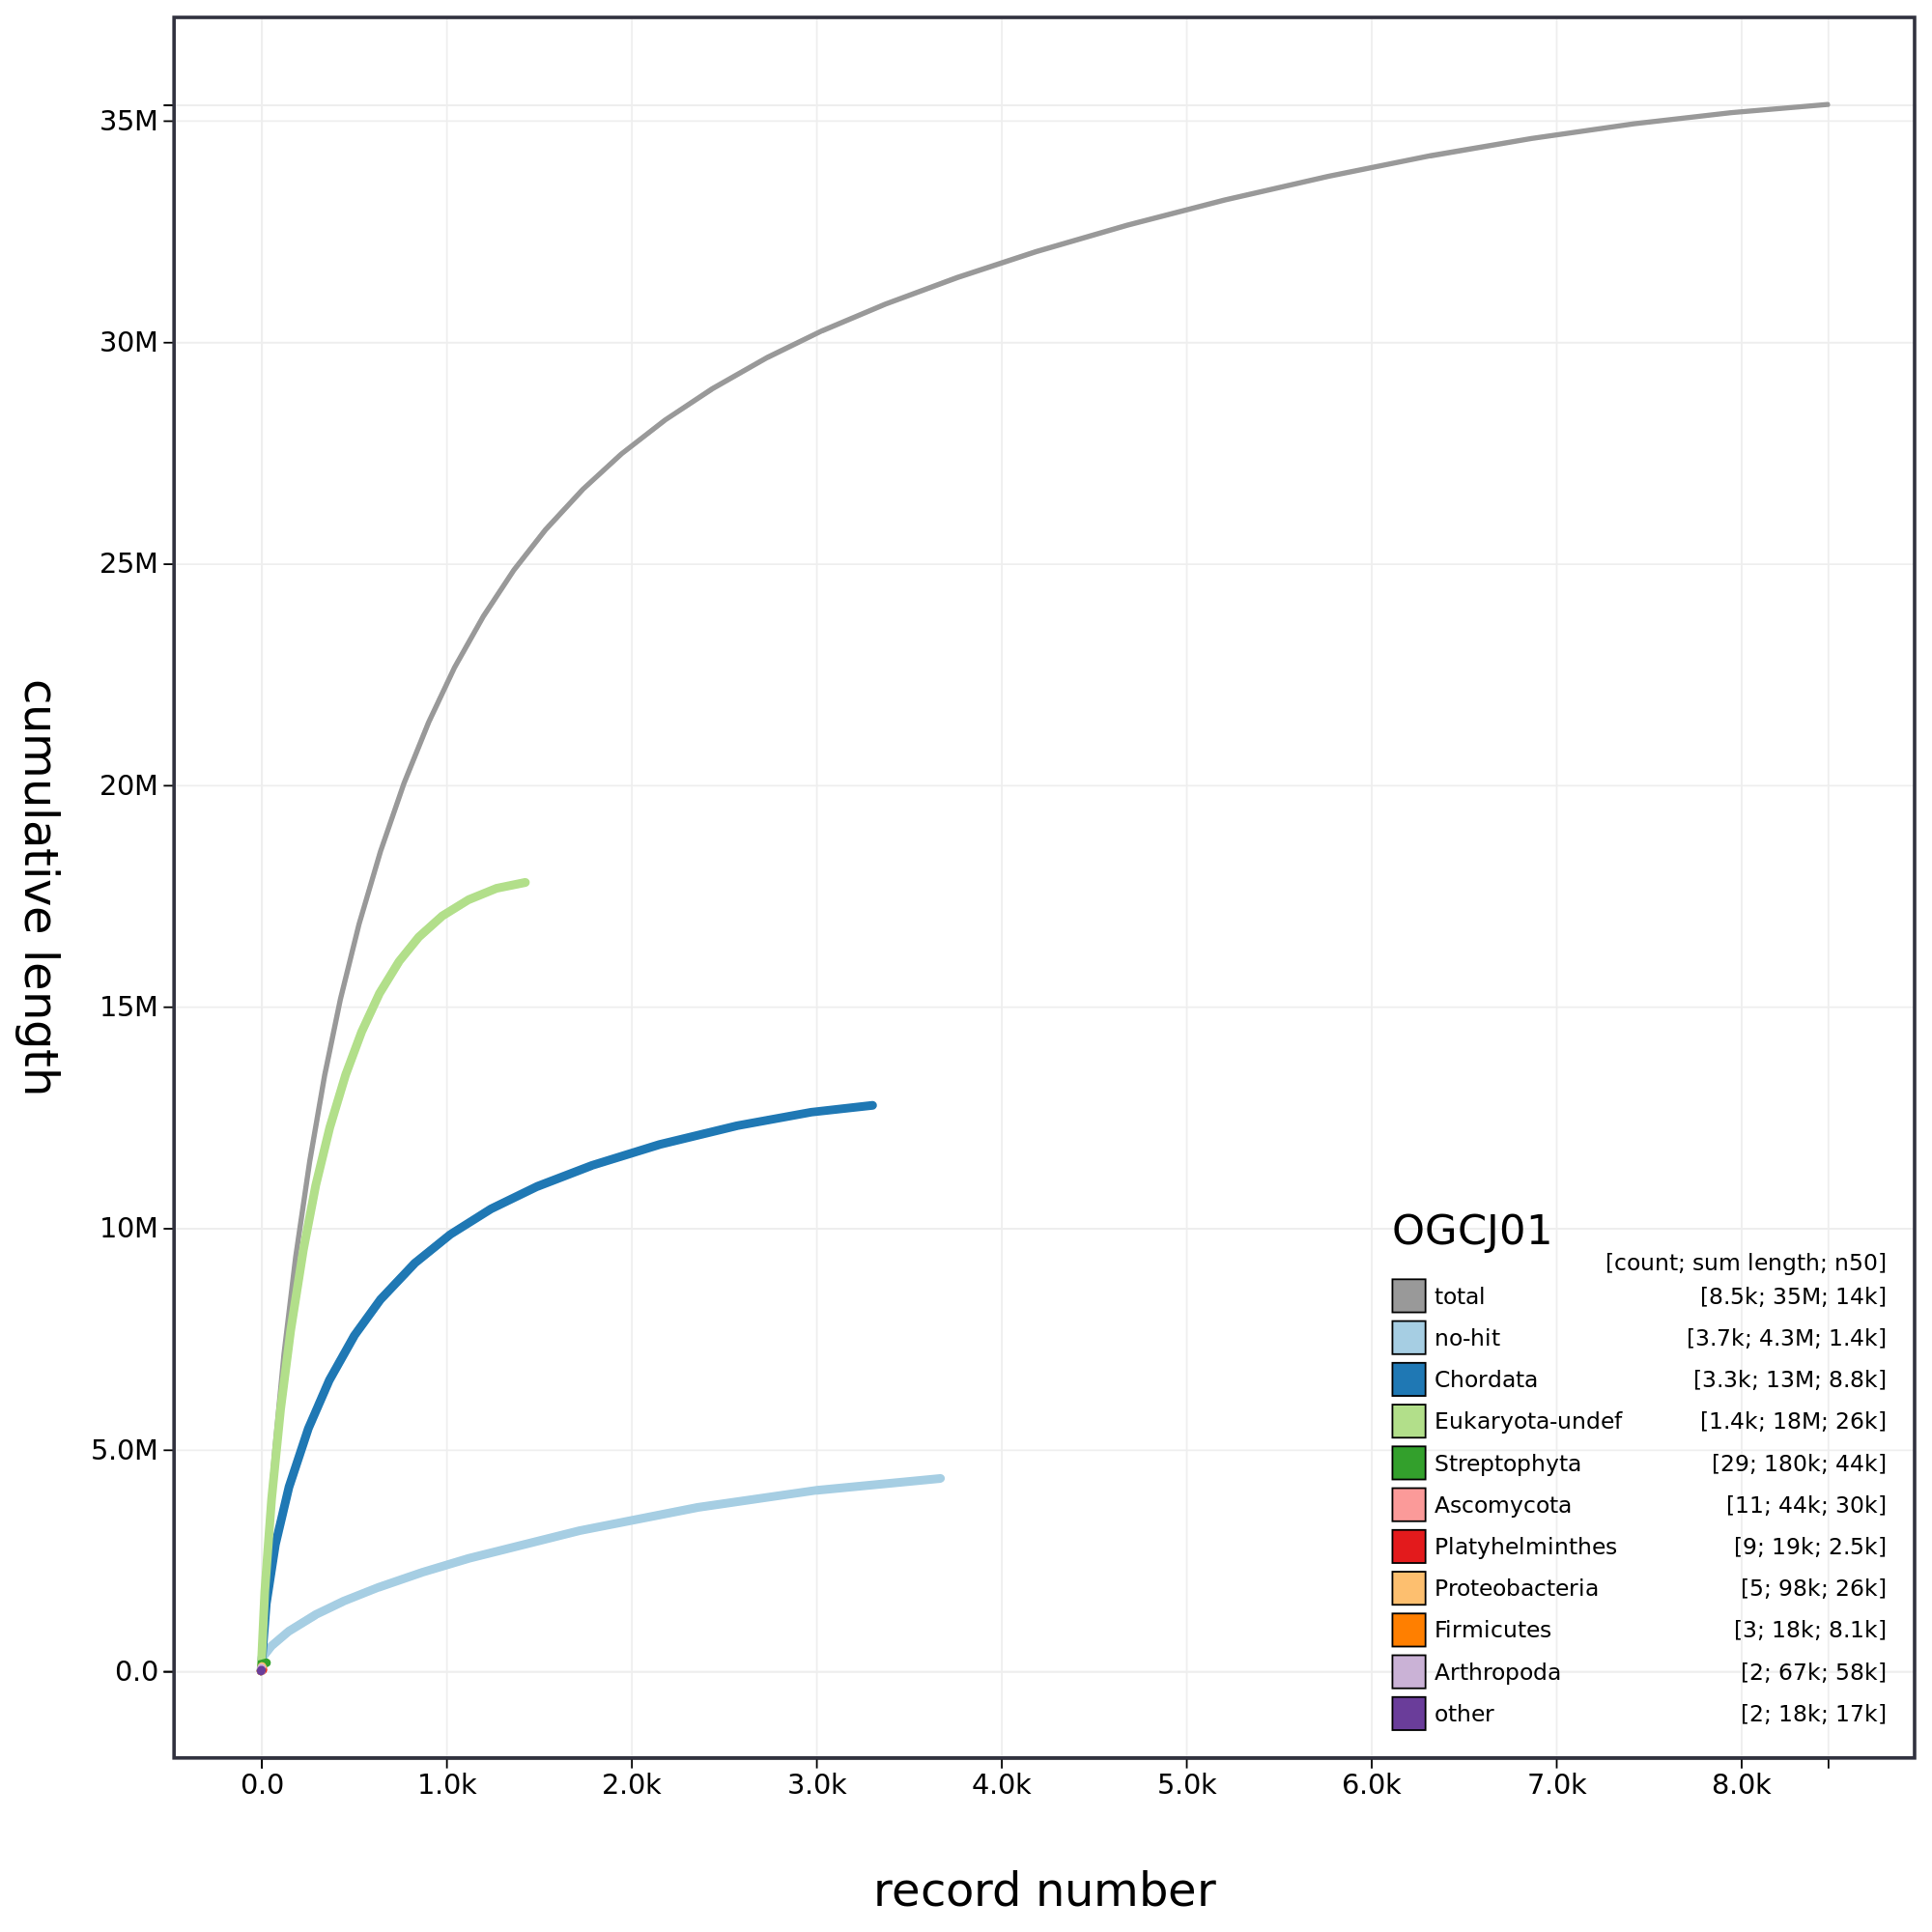 35M
30M
25M
20M
15M
10M
5.0M
0.0
cumulative length
OGCJ01
[count; sum length; n50]
total [8.5k; 35M; 14k]
no-hit [3.7k; 4.3M; 1.4k]
Chordata [3.3k; 13M; 8.8k]
Eukaryota-undef [1.4k; 18M; 26k]
Streptophyta [29; 180k; 44k]
Ascomycota [11; 44k; 30k]
Platyhelminthes [9; 19k; 2.5k]
Proteobacteria [5; 98k; 26k]
Firmicutes [3; 18k; 8.1k]
Arthropoda [2; 67k; 58k]
other [2; 18k; 17k]
0.0 1.0k 2.0k 3.0k 4.0k 5.0k 6.0k 7.0k 8.0k
record number